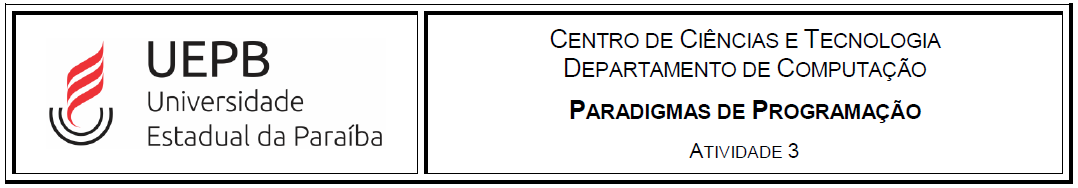 UEPB
Universidade
Estadual da Paraíba
CENTRO DE CIÊNCIAS E TECNOLOGIA
DEPARTAMENTO DE COMPUTAÇÃO
PARADIGMAS DE PROGRAMAÇÃO
ATIVIDADE 3